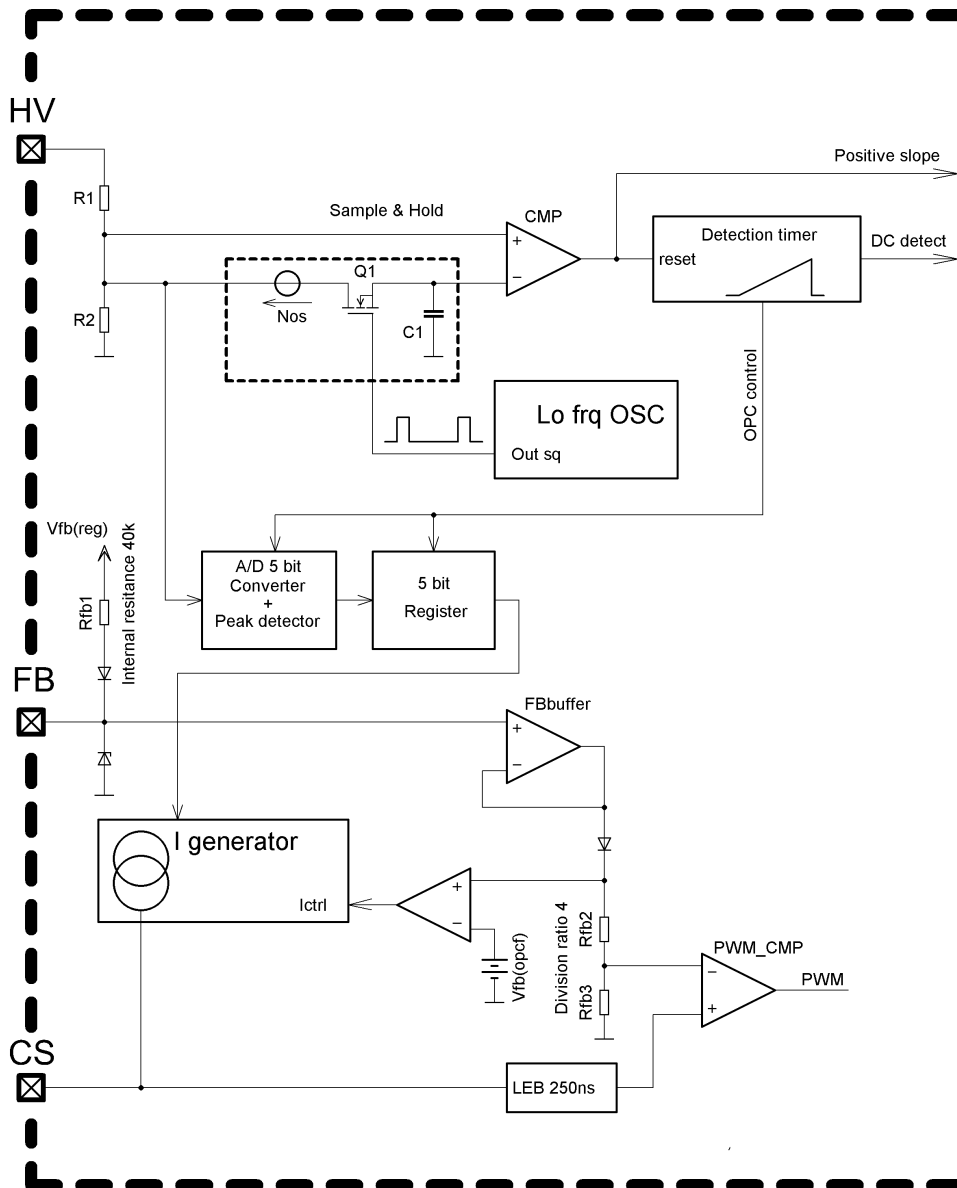 HV
Positive slope
R1
Sample & Hold
CMP
+
−
Detection timer
reset
DC detect
Q1
Nos
C1
R2
OPC control
Lo frq OSC
Out sq
Vfb(reg)
Internal resitance 40k
Rfb1
A/D 5 bit
Converter
+
Peak detector
5 bit
Register
FB
FBbuffer
+
−
I generator
Ictrl
+
−
Vfb(opcf)
Division ratio 4
Rfb2
Rfb3
PWM_CMP
−
+
PWM
CS
LEB 250ns